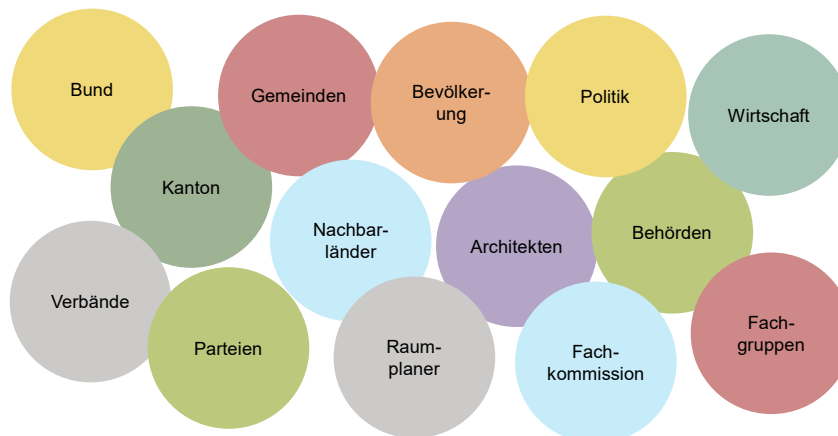 Bund
Gemeinden
Bevölker-
ung
Politik
Wirtschaft
Kanton
Nachbar-
länder
Architekten
Behörden
Verbände
Parteien
Raum-
planer
Fach-
kommission
Fach-
gruppen